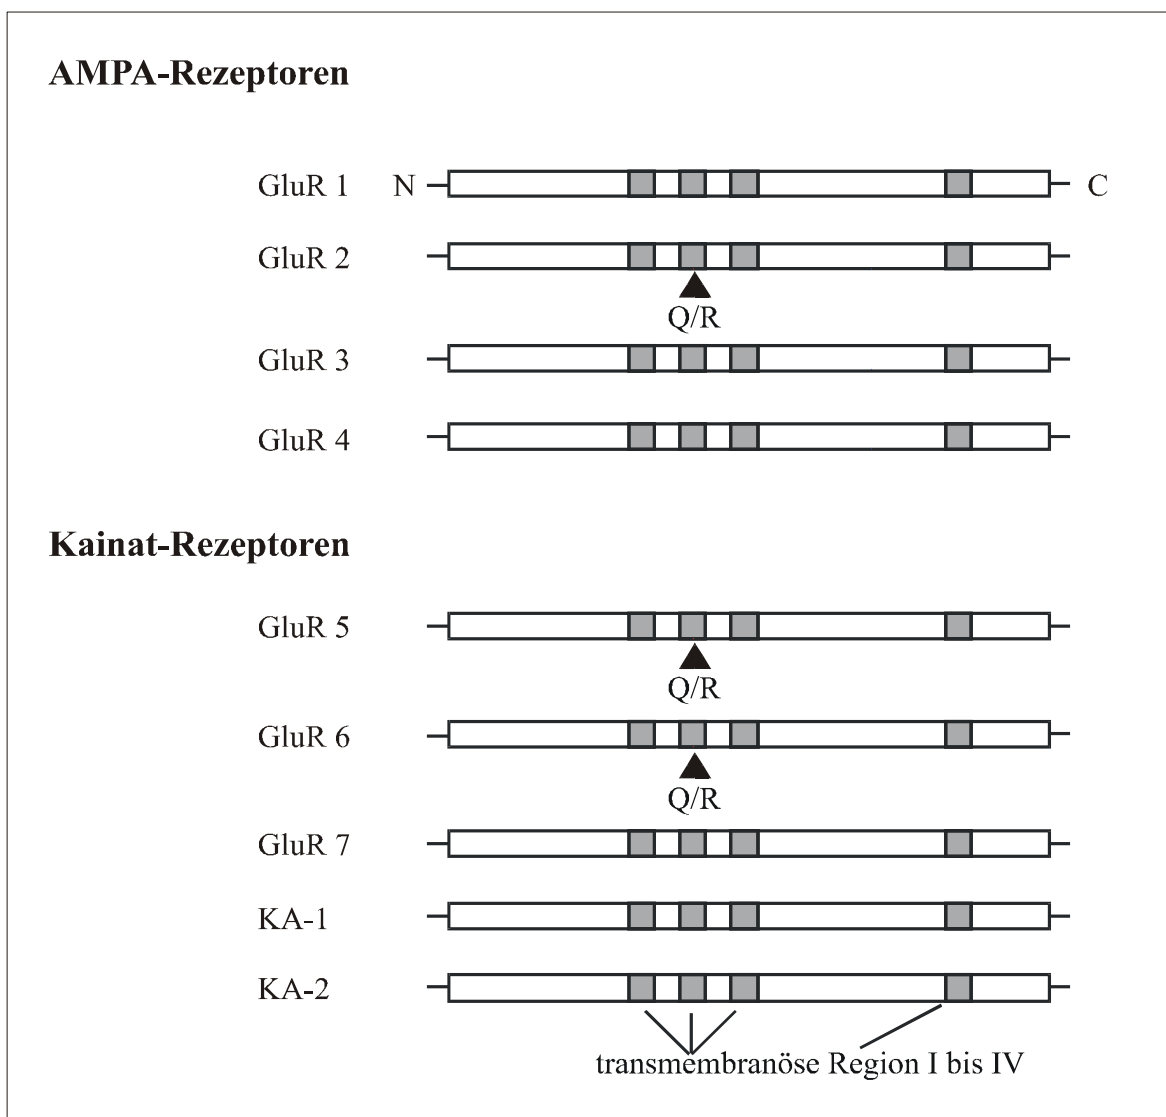 AMPA-Rezeptoren
GluR 1 N C
GluR 2
Q/R
GluR 3
GluR 4
Kainat-Rezeptoren
GluR 5
Q/R
GluR 6
Q/R
GluR 7
KA-1
KA-2
transmembranöse Region I bis IV